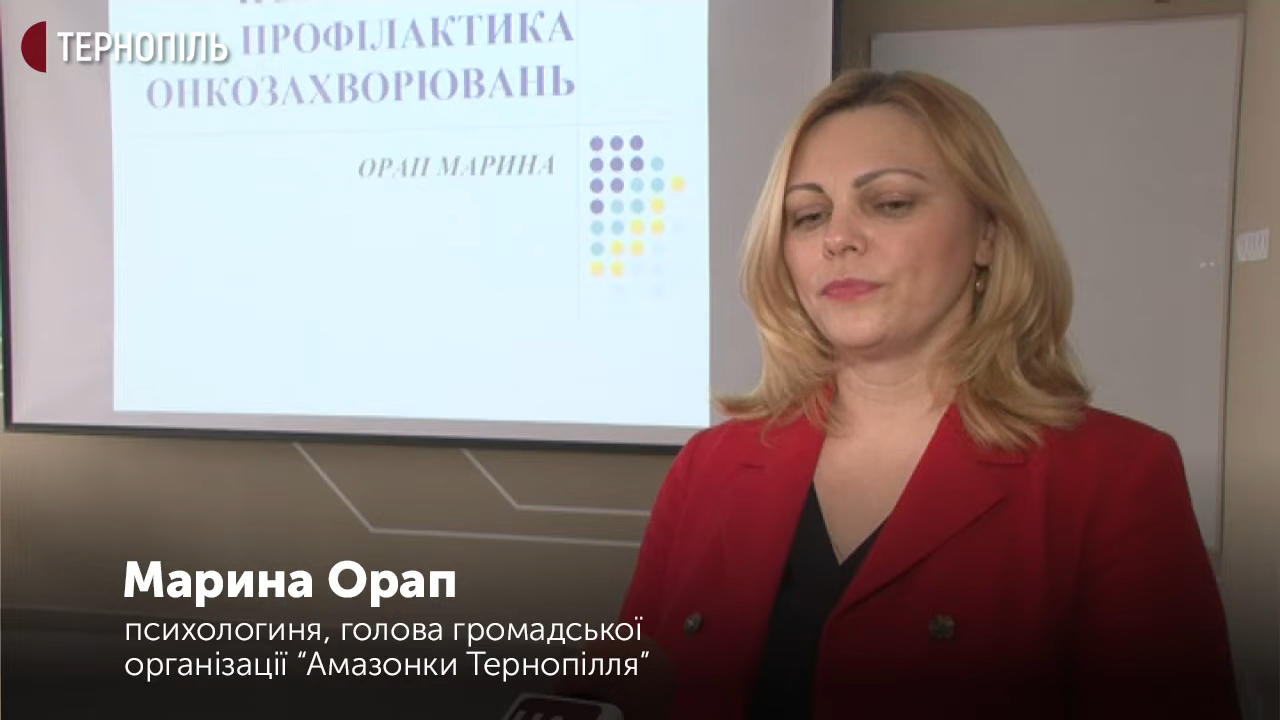 ТЕРНОПІЛЬ
ПРОФІЛАКТИКА
ОНКОЗАХВОРЮВАНЬ
ОРАП МАРИНА
Марина Орап
психологиня, голова громадської
організації “Амазонки Тернопілля”